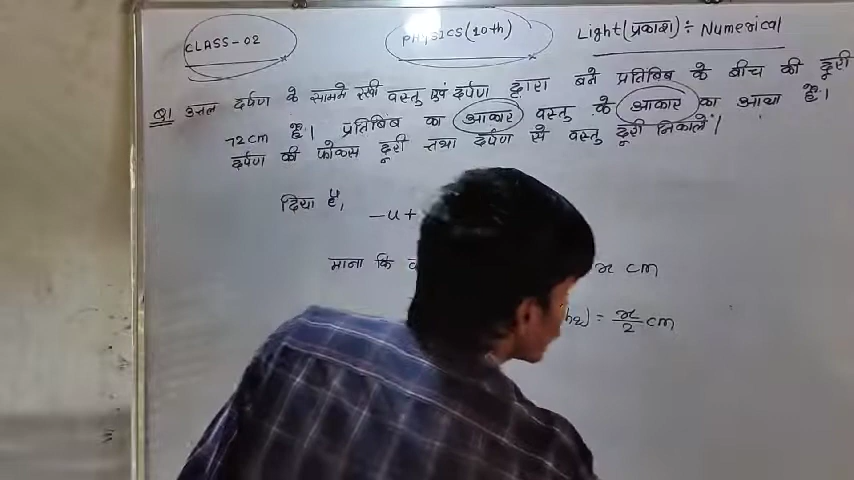 CLASS-02
PHYSICS(10th)
Light(प्रकाश)÷ Numerical
Q1 उत्तल दर्पण के सामने रखी वस्तु एवं दर्पण द्वारा बने प्रतिबिंब के बीच की दूरी
72cm है। प्रतिबिंब का आकार वस्तु के आकार का आधा है।
दर्पण की फोकस दूरी तथा दर्पण से वस्तु दूरी निकालें।
दिया है,
-u+
माना कि
x cm
= x/2 cm